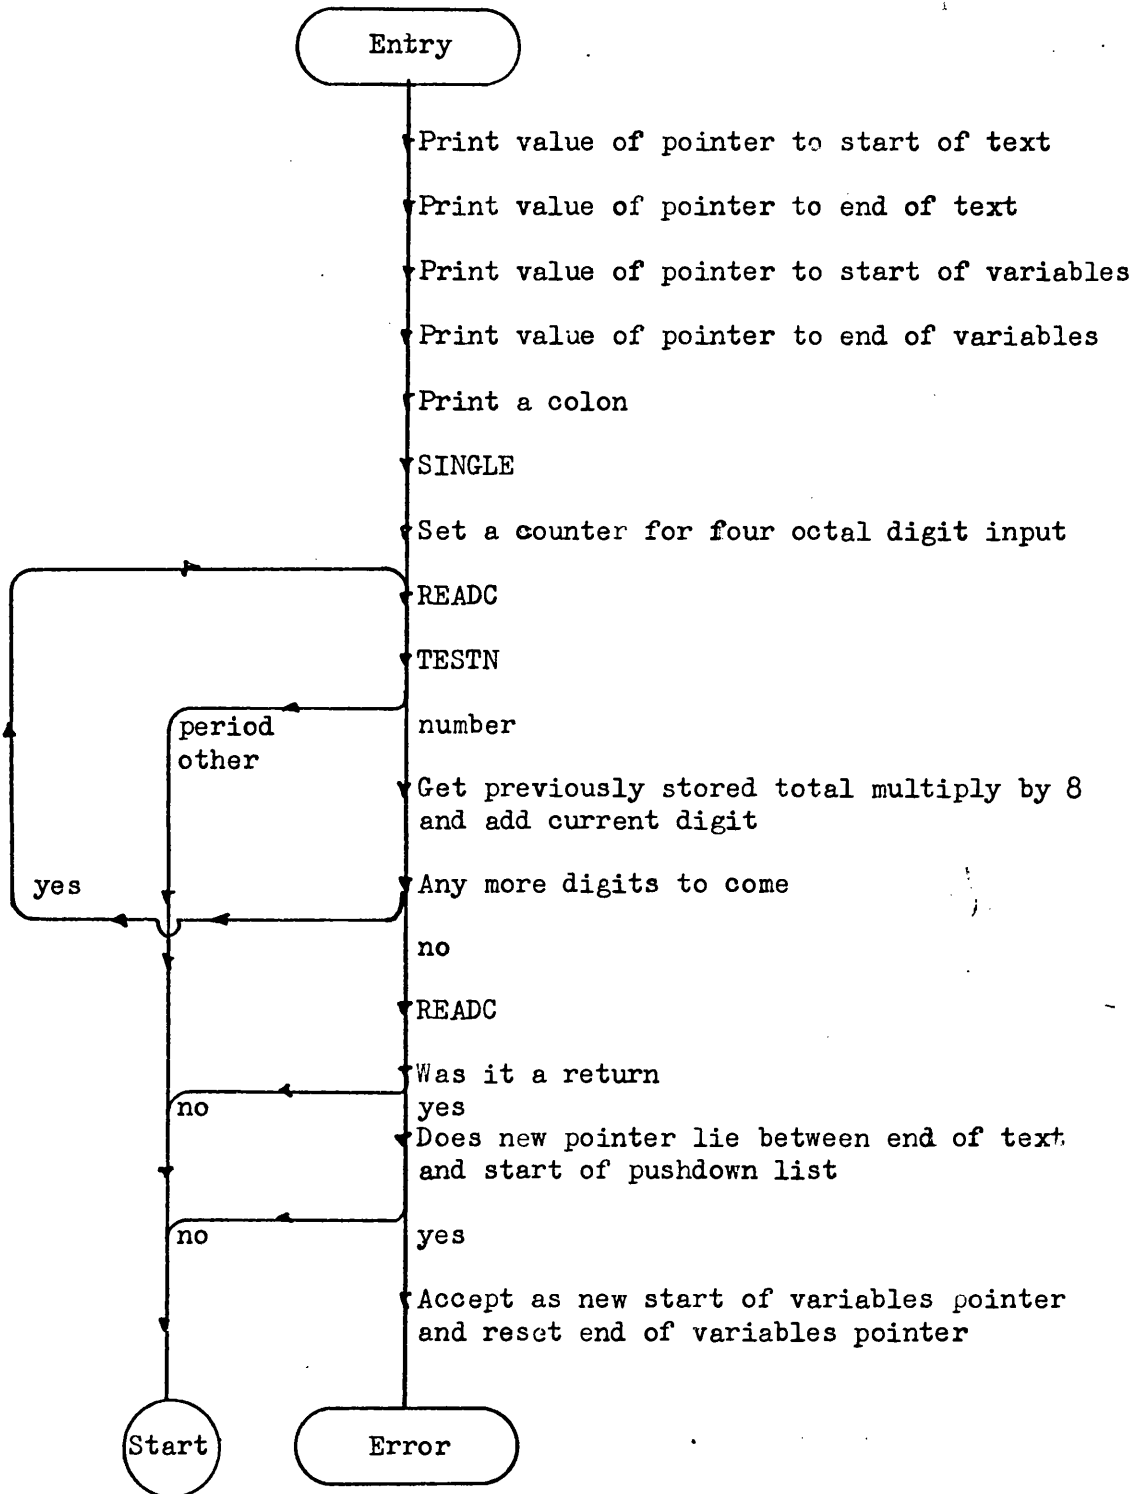 Entry
Print value of pointer to start of text
Print value of pointer to end of text
Print value of pointer to start of variables
Print value of pointer to end of variables
Print a colon
SINGLE
Set a counter for four octal digit input
READC
TESTN
period
other
number
Get previously stored total multiply by 8
and add current digit
yes
Any more digits to come
no
READC
Was it a return
no
yes
Does new pointer lie between end of text
and start of pushdown list
no
yes
Accept as new start of variables pointer
and reset end of variables pointer
Start
Error